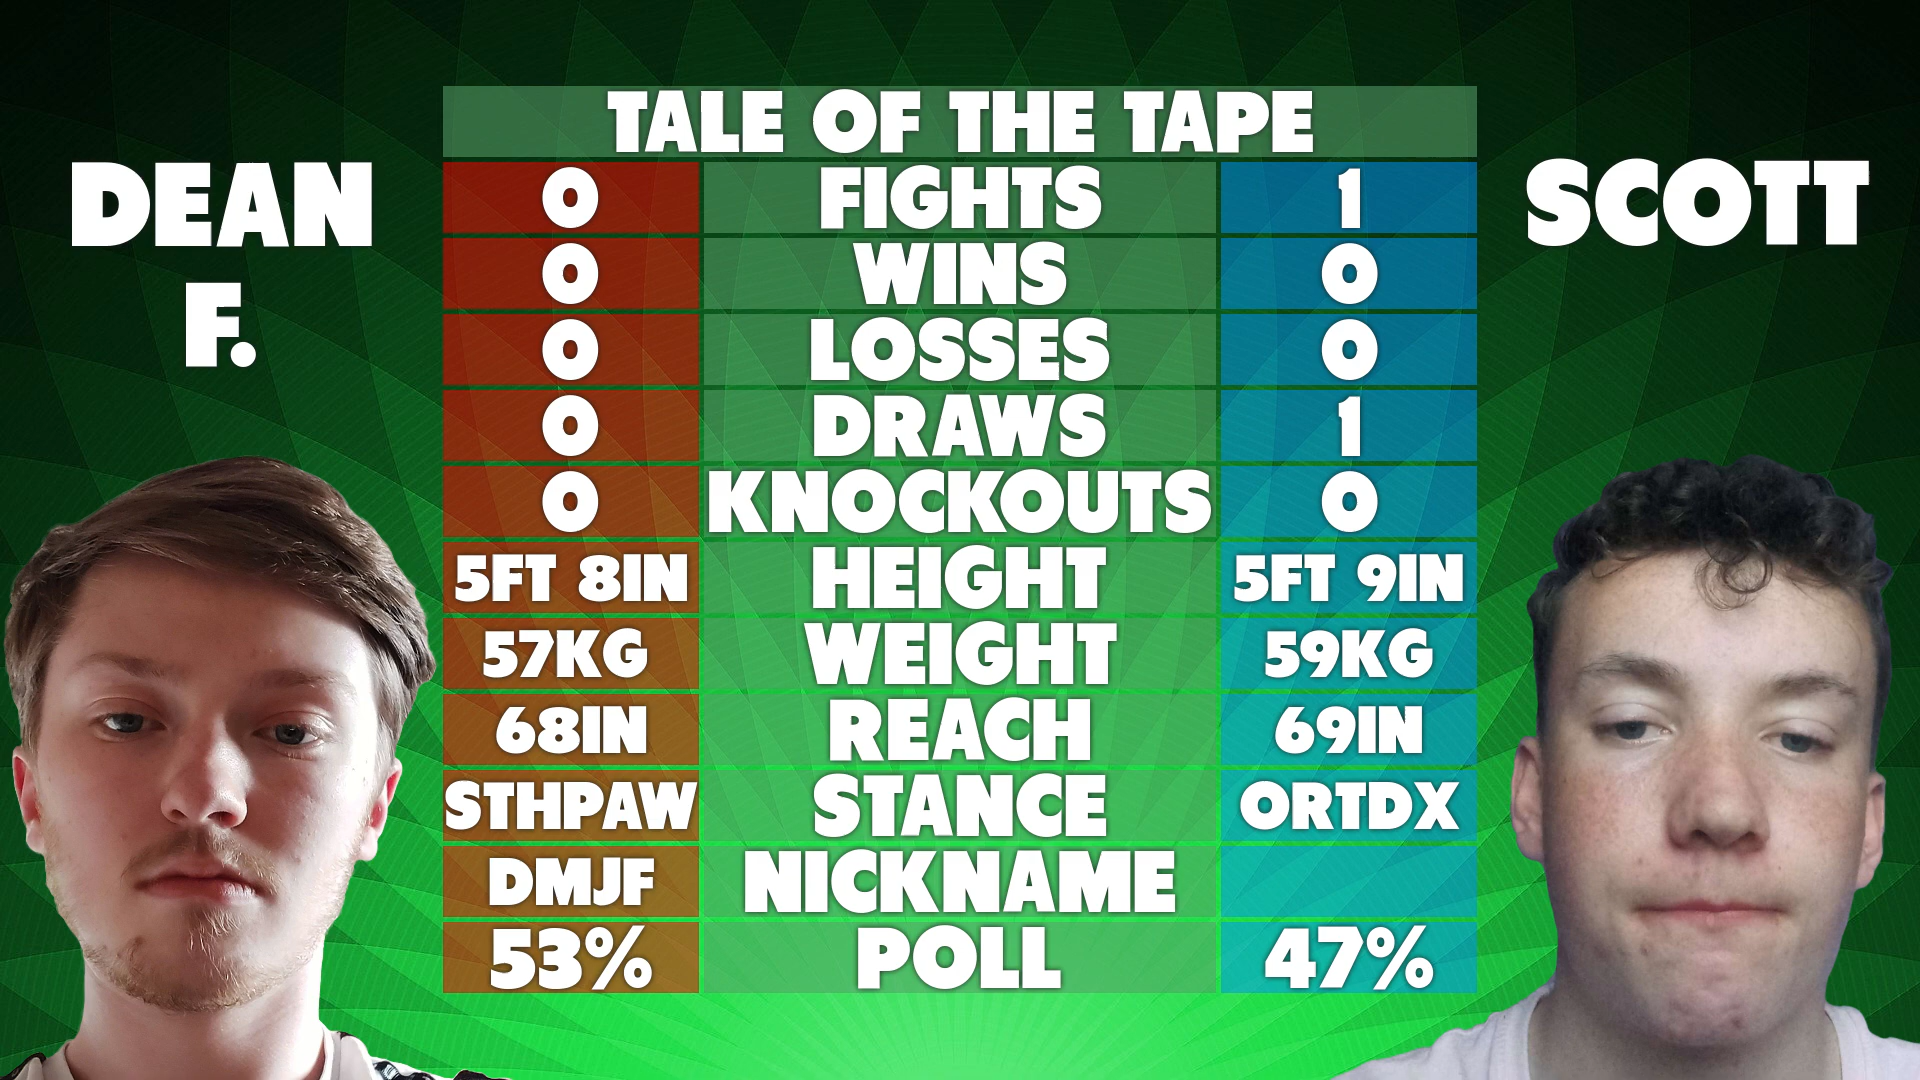 TALE OF THE TAPE
DEAN
F.
SCOTT
0 FIGHTS 1
0 WINS 0
0 LOSSES 0
0 DRAWS 1
0 KNOCKOUTS 0
5FT 8IN HEIGHT 5FT 9IN
57KG WEIGHT 59KG
68IN REACH 69IN
STHPAW STANCE ORTDX
DMJF NICKNAME
53% POLL 47%